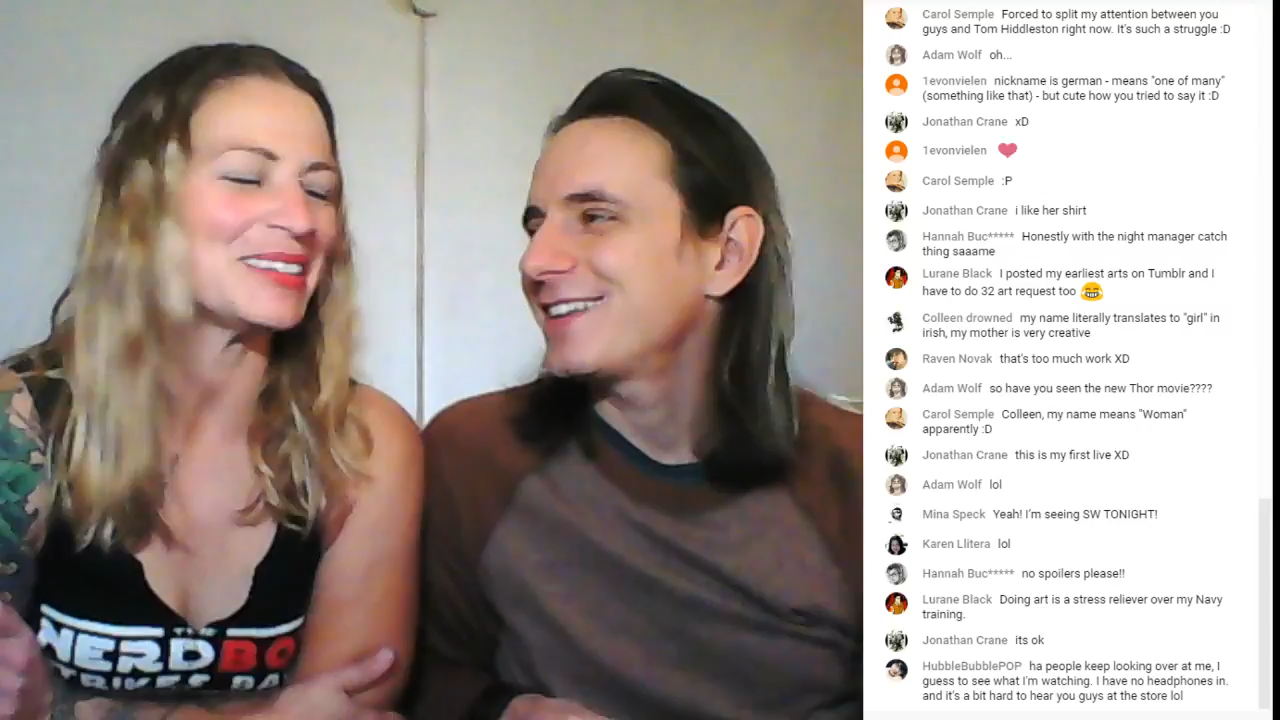 THE
NERD
STRIKES
Carol Semple Forced to split my attention between you
guys and Tom Hiddleston right now. It's such a struggle :D
Adam Wolf oh...
1evonvielen nickname is german - means "one of many"
(something like that) - but cute how you tried to say it :D
Jonathan Crane xD
1evonvielen
Carol Semple :P
Jonathan Crane i like her shirt
Hannah Buc***** Honestly with the night manager catch
thing saaame
Lurane Black I posted my earliest arts on Tumblr and I
have to do 32 art request too
Colleen drowned my name literally translates to "girl" in
irish, my mother is very creative
Raven Novak that's too much work XD
Adam Wolf so have you seen the new Thor movie????
Carol Semple Colleen, my name means "Woman"
apparently :D
Jonathan Crane this is my first live XD
Adam Wolf lol
Mina Speck Yeah! I'm seeing SW TONIGHT!
Karen Llitera lol
Hannah Buc***** no spoilers please!!
Lurane Black Doing art is a stress reliever over my Navy
training.
Jonathan Crane its ok
HubbleBubblePOP ha people keep looking over at me, I
guess to see what I'm watching. I have no headphones in.
and it's a bit hard to hear you guys at the store lol